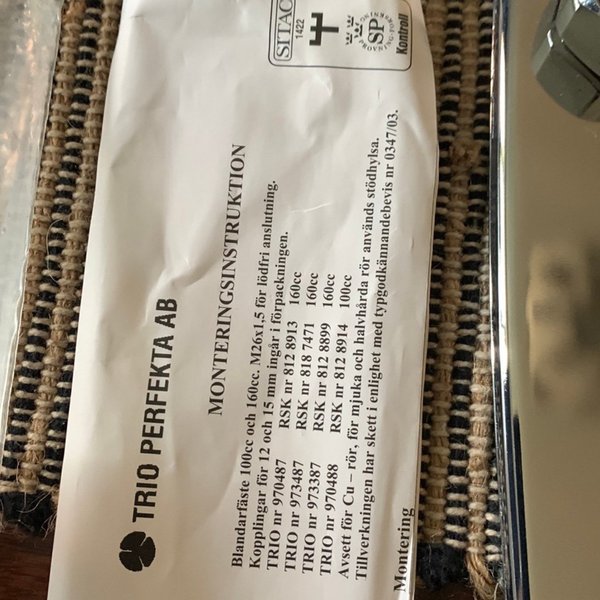 SITAC
1422
SP
Kontroll
TRIO PERFEKTA AB
MONTERINGSINSTRUKTION
Blandarfäste 100cc och 160cc. M26x1,5 för lödfri anslutning.
Kopplingar för 12 och 15 mm ingår i förpackningen.
TRIO nr 970487 RSK nr 812 8913 160cc
TRIO nr 973487 RSK nr 818 7471 160cc
TRIO nr 973387 RSK nr 812 8899 160cc
TRIO nr 970488 RSK nr 812 8914 100cc
Avsett för Cu – rör, för mjuka och halvhårda rör används stödhylsa.
Tillverkningen har skett i enlighet med typgodkännandebevis nr 0347/03.
Montering